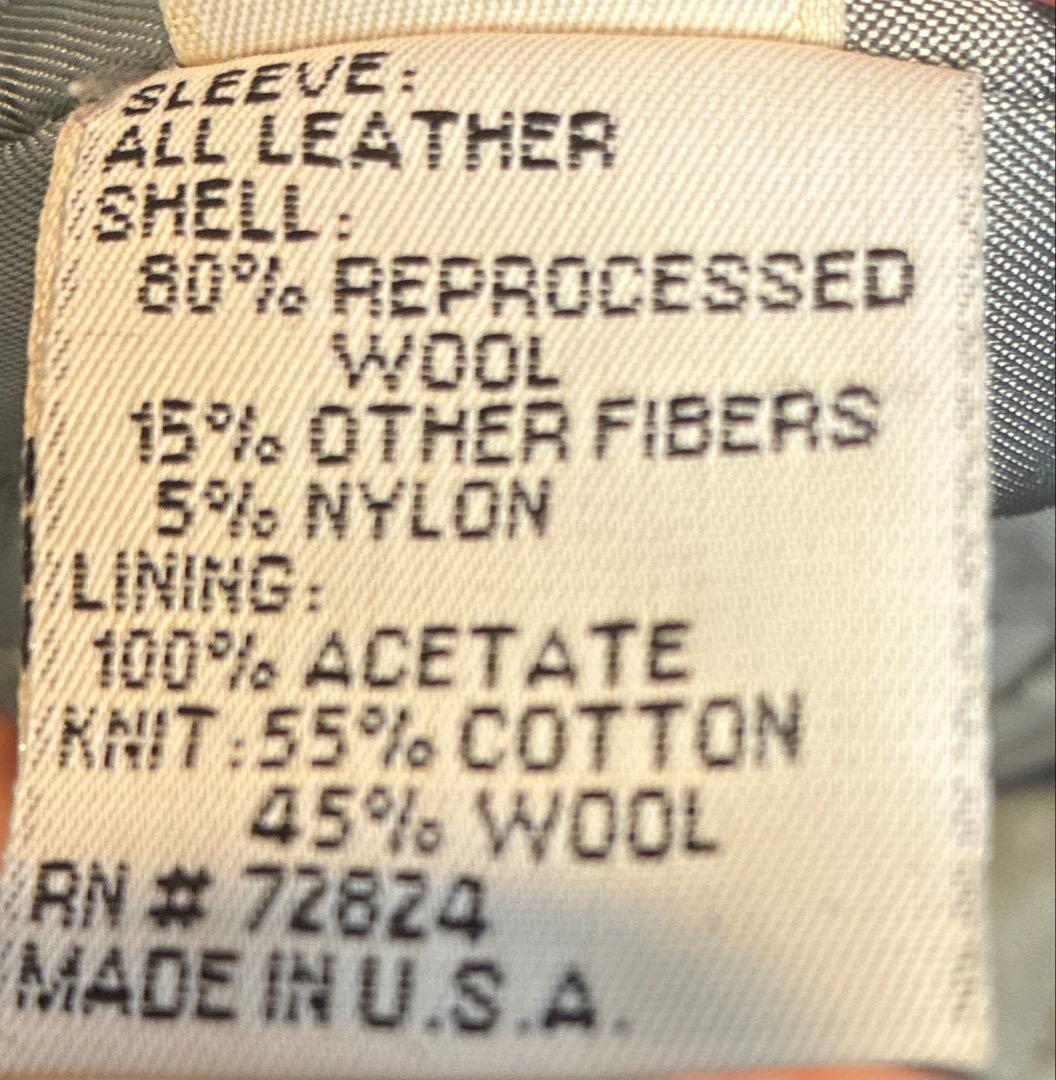 SLEEVE:
ALL LEATHER
SHELL:
80% REPROCESSED
WOOL
15% OTHER FIBERS
5% NYLON
LINING:
100% ACETATE
KNIT: 55% COTTON
45% WOOL
RN # 72824
MADE IN U.S.A.